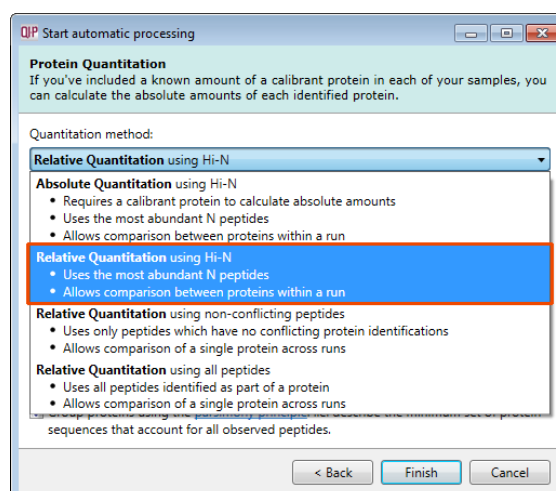 QIP Start automatic processing
Protein Quantitation
If you've included a known amount of a calibrant protein in each of your samples, you
can calculate the absolute amounts of each identified protein.
Quantitation method:
Relative Quantitation using Hi-N
Absolute Quantitation using Hi-N
• Requires a calibrant protein to calculate absolute amounts
• Uses the most abundant N peptides
• Allows comparison between proteins within a run
Relative Quantitation using Hi-N
• Uses the most abundant N peptides
• Allows comparison between proteins within a run
Relative Quantitation using non-conflicting peptides
• Uses only peptides which have no conflicting protein identifications
• Allows comparison of a single protein across runs
Relative Quantitation using all peptides
• Uses all peptides identified as part of a protein
• Allows comparison of a single protein across runs
sequences that account for all observed peptides.
< Back Finish Cancel